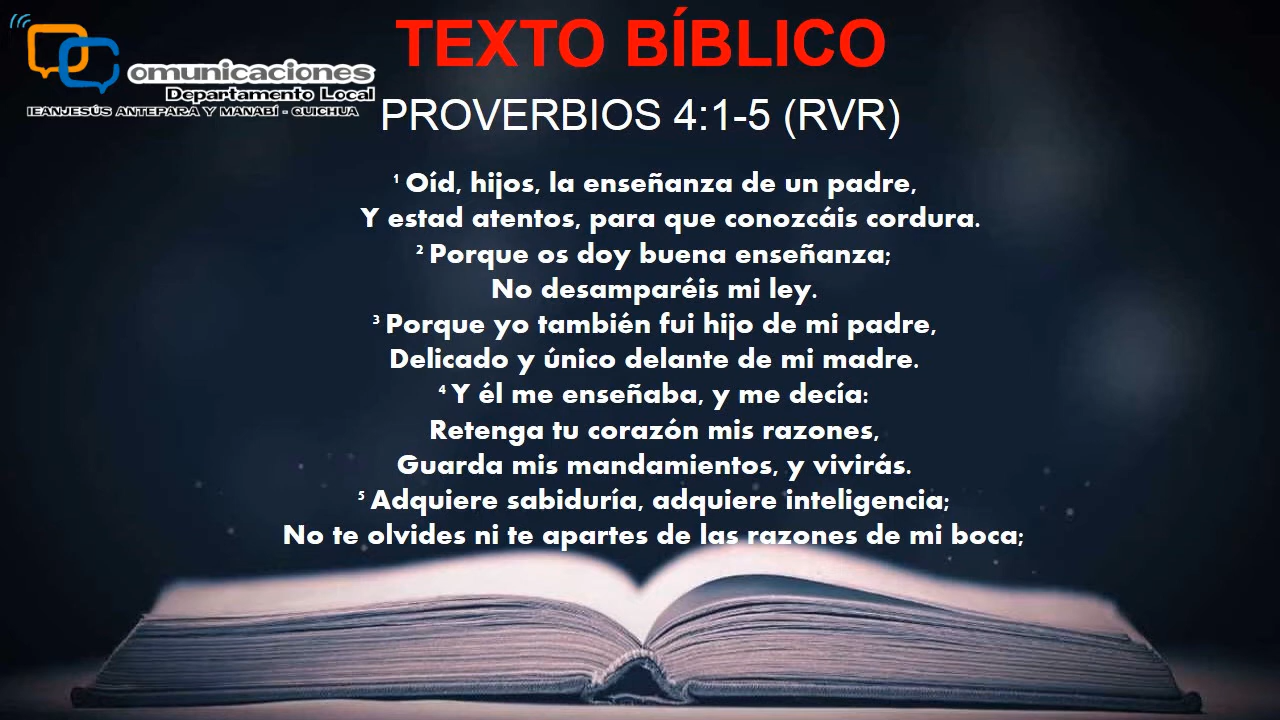 TEXTO BÍBLICO
omunicaciones
Departamento Local
IEANJESÚS ANTEPARA Y MANABÍ - QUICHUA
PROVERBIOS 4:1-5 (RVR)
¹ Oíd, hijos, la enseñanza de un padre,
Y estad atentos, para que conozcáis cordura.
² Porque os doy buena enseñanza;
No desamparéis mi ley.
³ Porque yo también fui hijo de mi padre,
Delicado y único delante de mi madre.
⁴ Y él me enseñaba, y me decía:
Retenga tu corazón mis razones,
Guarda mis mandamientos, y vivirás.
⁵ Adquiere sabiduría, adquiere inteligencia;
No te olvides ni te apartes de las razones de mi boca;